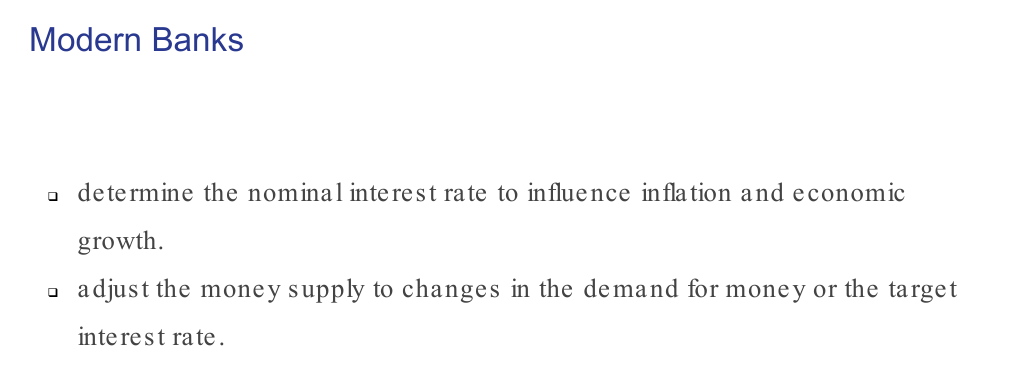 Modern Banks
determine the nominal interest rate to influence inflation and economic
growth.
adjust the money supply to changes in the demand for money or the target
interest rate.